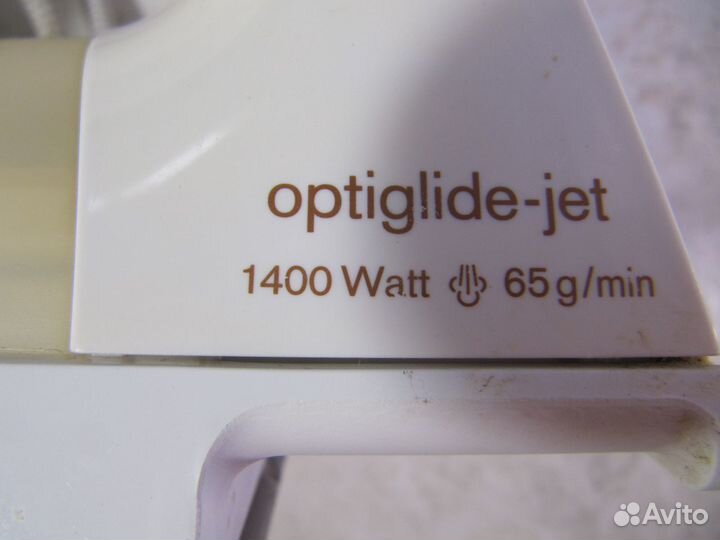 optiglide-jet
1400 Watt 65 g/min
Avito